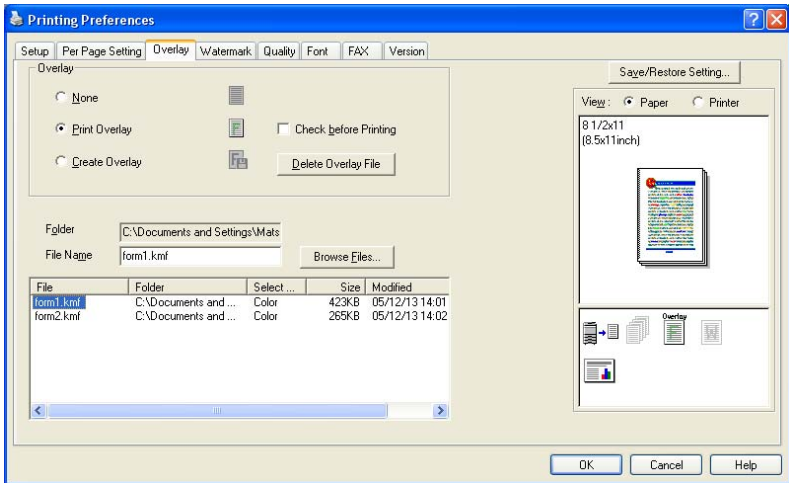 Printing Preferences
Setup Per Page Setting Overlay Watermark Quality Font FAX Version
Overlay
None
Print Overlay
Check before Printing
Create Overlay
Delete Overlay File
Folder
C:\Documents and Settings\Mats
File Name
form1.kmf
Browse Files...
File Folder Select ... Size Modified
form1.kmf C:\Documents and ... Color 423KB 05/12/13 14:01
form2.kmf C:\Documents and ... Color 265KB 05/12/13 14:02
Save/Restore Setting...
View : Paper Printer
8 1/2x11
(8.5x11inch)
Overlay
OK Cancel Help